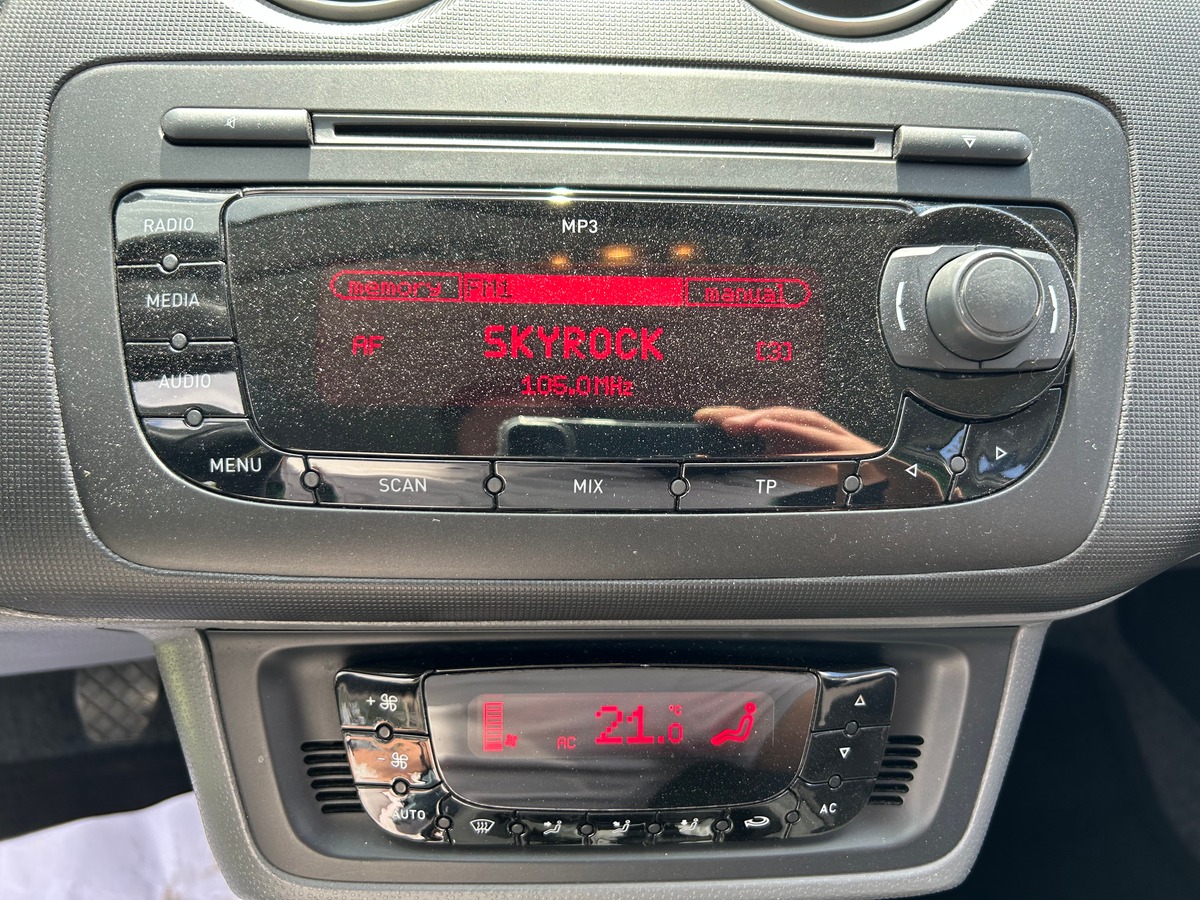 MP3
RADIO
MEDIA
AUDIO
MENU
memory FM1 manual
AF SKYROCK [3]
105.0MHz
SCAN MIX TP
AC 21.0 °C
AUTO
AC